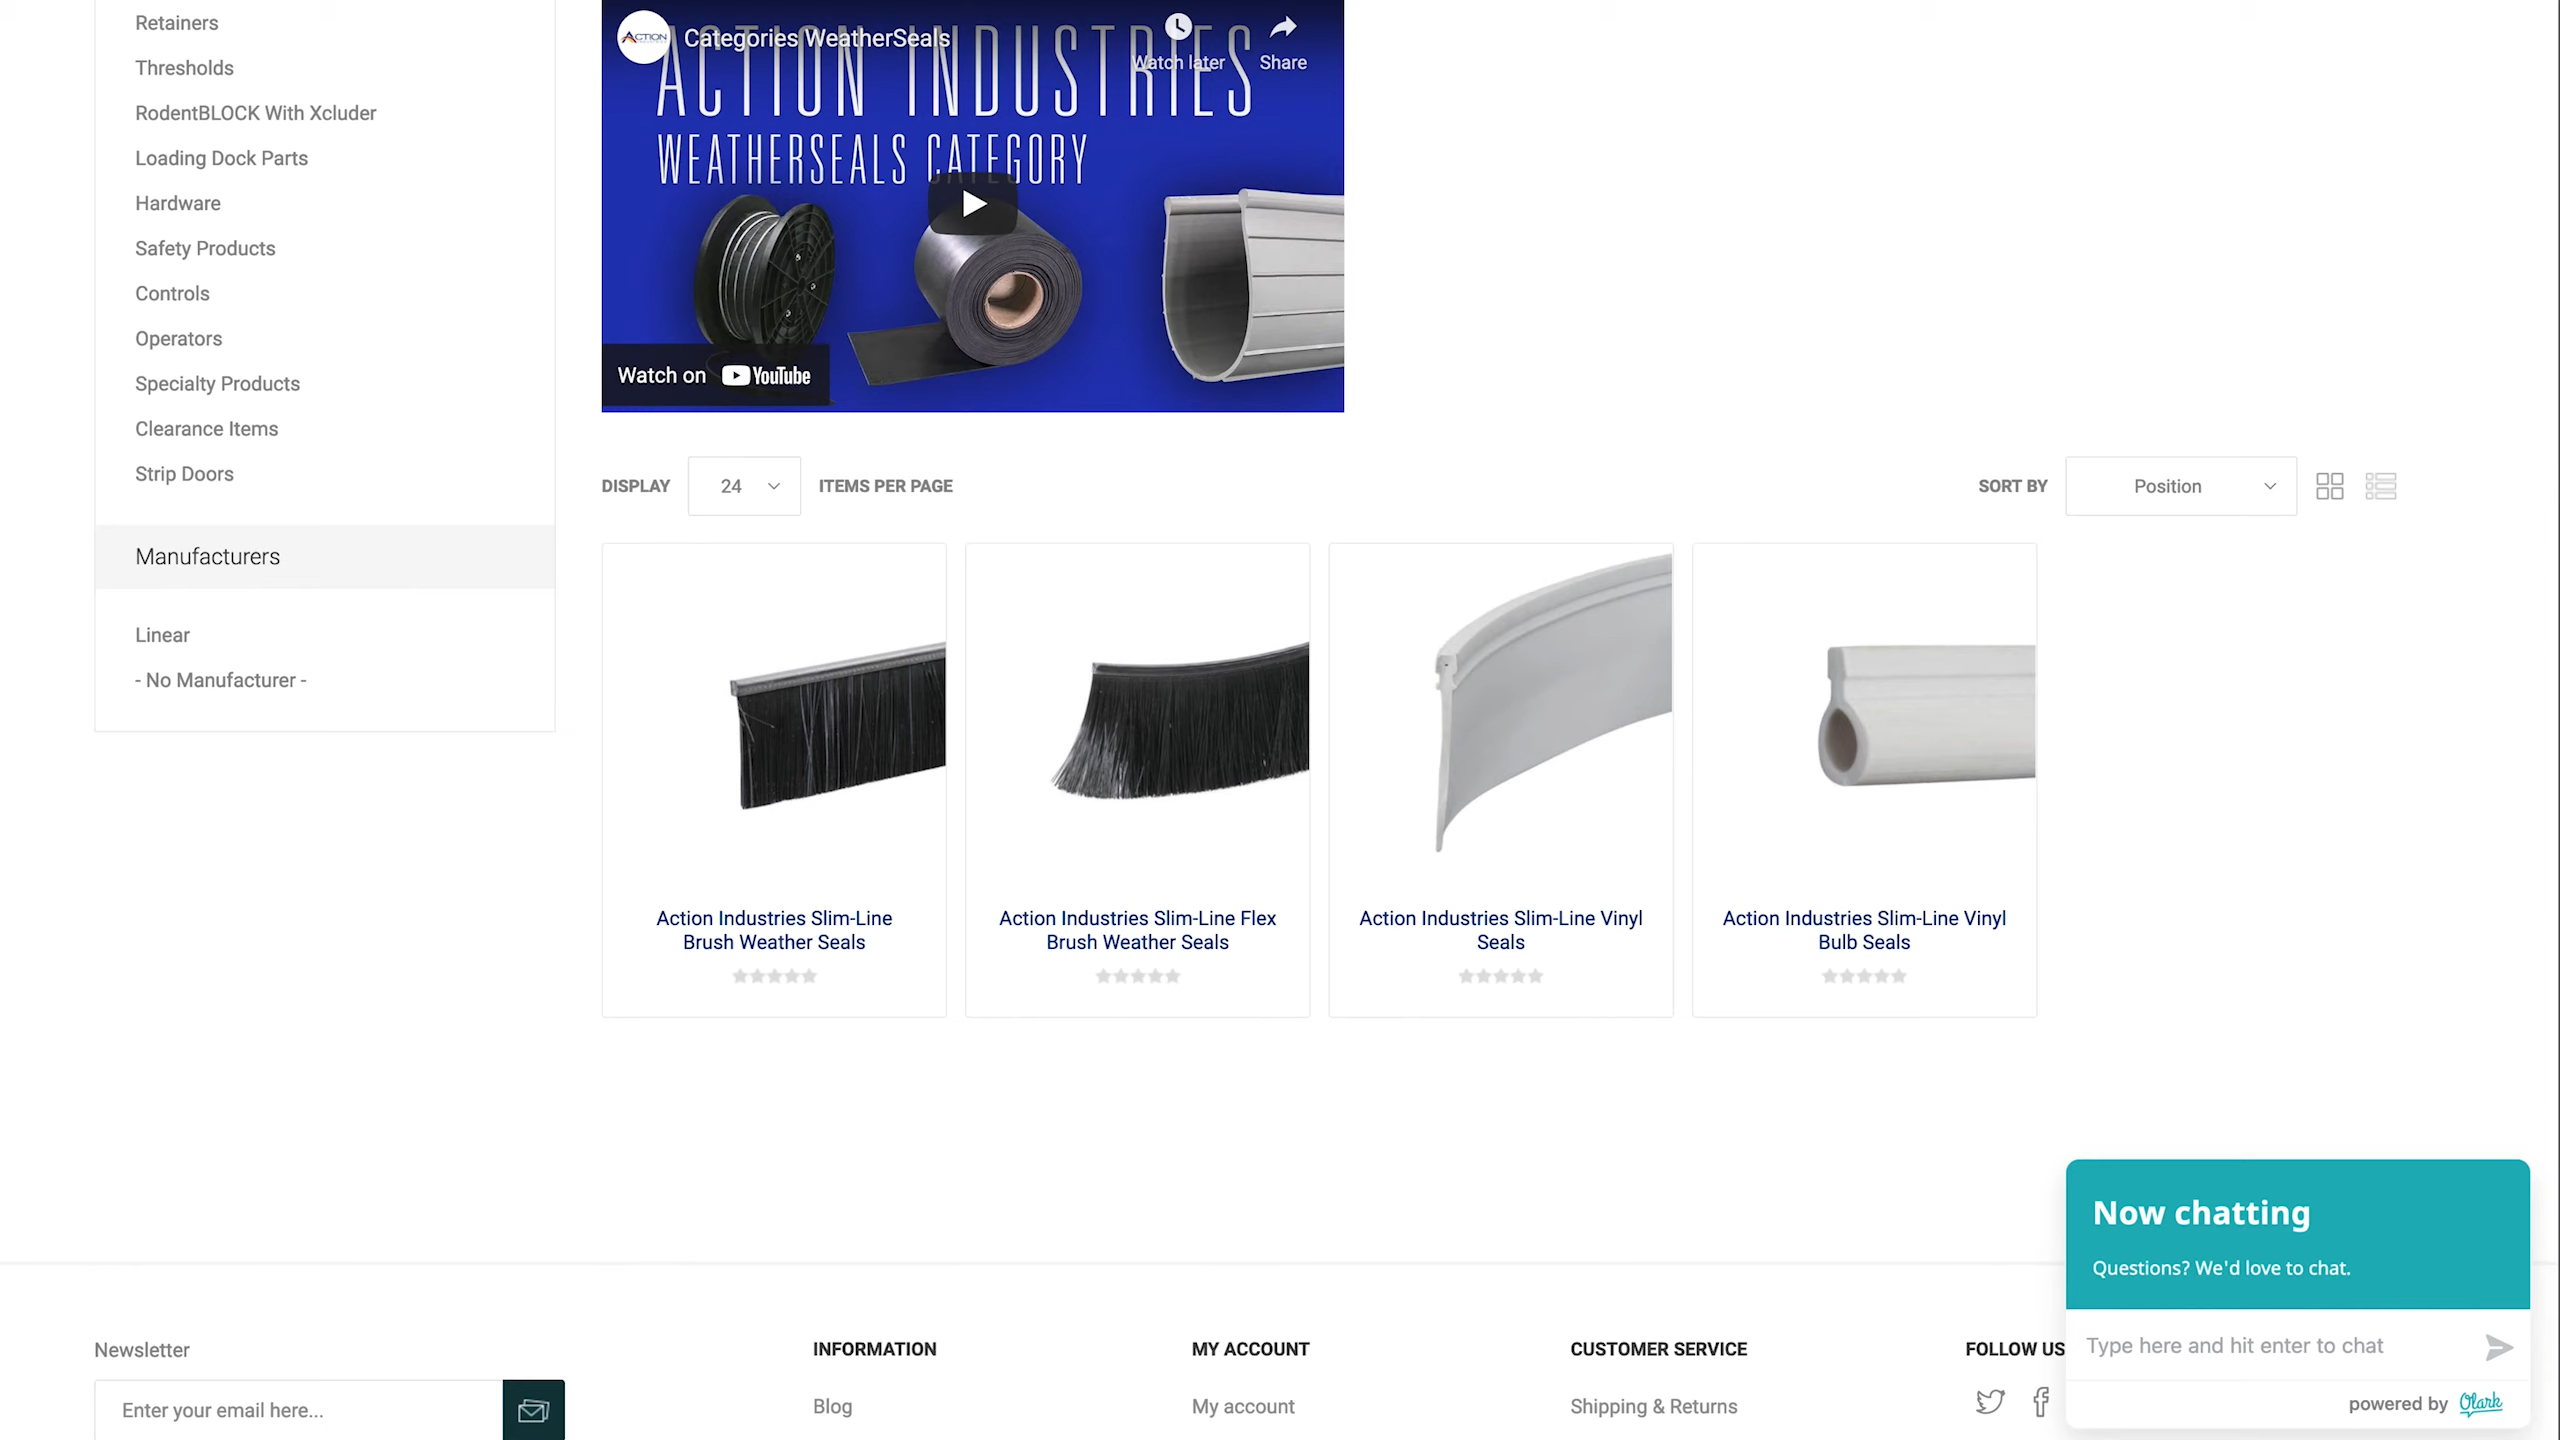 Retainers
Thresholds
RodentBLOCK With Xcluder
Loading Dock Parts
Hardware
Safety Products
Controls
Operators
Specialty Products
Clearance Items
Strip Doors
Manufacturers
Linear
- No Manufacturer -
ACTION
Categories WeatherSeals
Watch later
Share
ACTION INDUSTRIES
WEATHERSEALS CATEGORY
Watch on YouTube
DISPLAY 24 ITEMS PER PAGE
SORT BY Position
Action Industries Slim-Line
Brush Weather Seals
Action Industries Slim-Line Flex
Brush Weather Seals
Action Industries Slim-Line Vinyl
Seals
Action Industries Slim-Line Vinyl
Bulb Seals
Now chatting
Questions? We'd love to chat.
Type here and hit enter to chat
powered by Olark
Newsletter
Enter your email here...
INFORMATION
Blog
MY ACCOUNT
My account
CUSTOMER SERVICE
Shipping & Returns
FOLLOW US